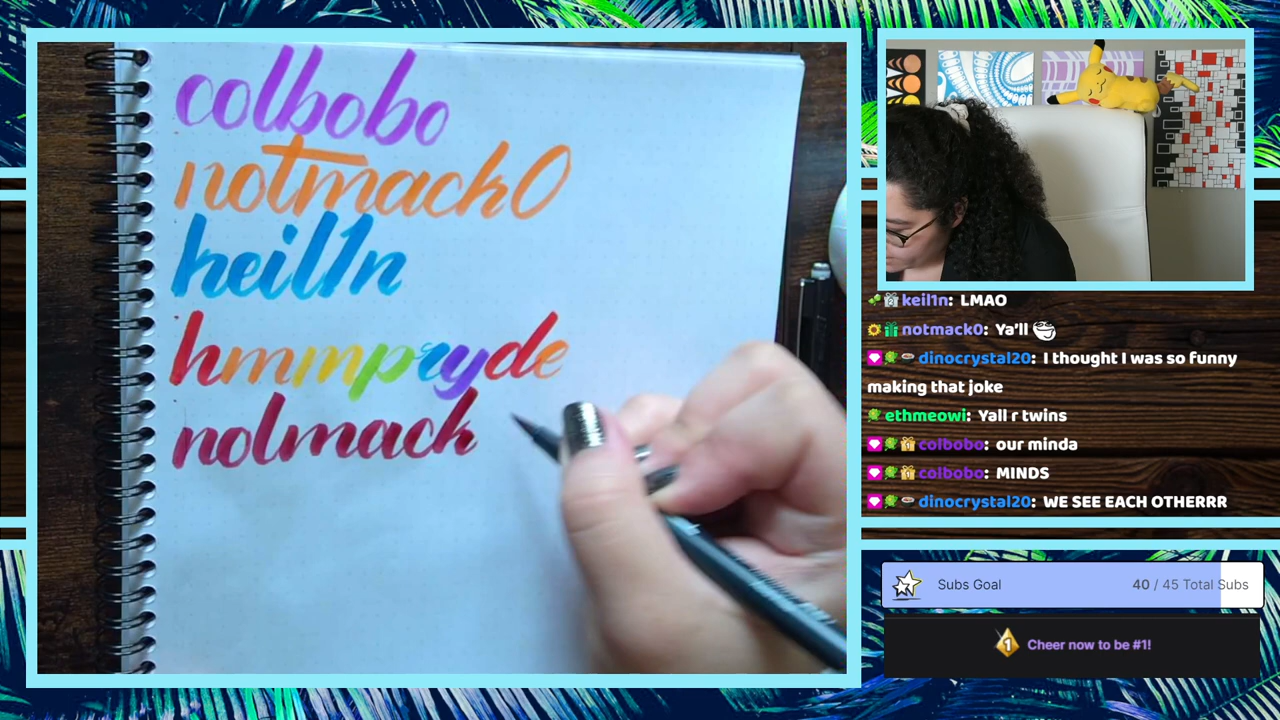 colbobo
notmack0
keil1n
hmmpryde
notmack
keil1n: LMAO
notmack0: Ya'll
dinocrystal20: I thought I was so funny
making that joke
ethmeowi: Yall r twins
colbobo: our minda
colbobo: MINDS
dinocrystal20: WE SEE EACH OTHERRR
Subs Goal 40 / 45 Total Subs
1 Cheer now to be #1!